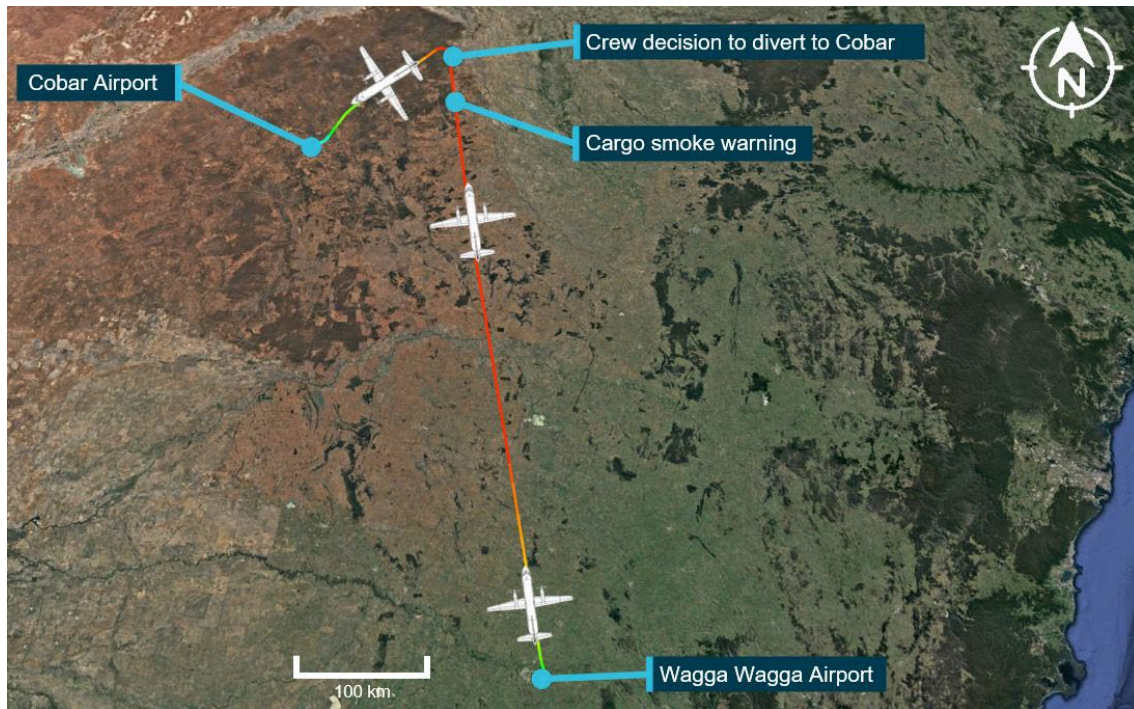 Crew decision to divert to Cobar
Cobar Airport
N
Cargo smoke warning
Wagga Wagga Airport
100 km